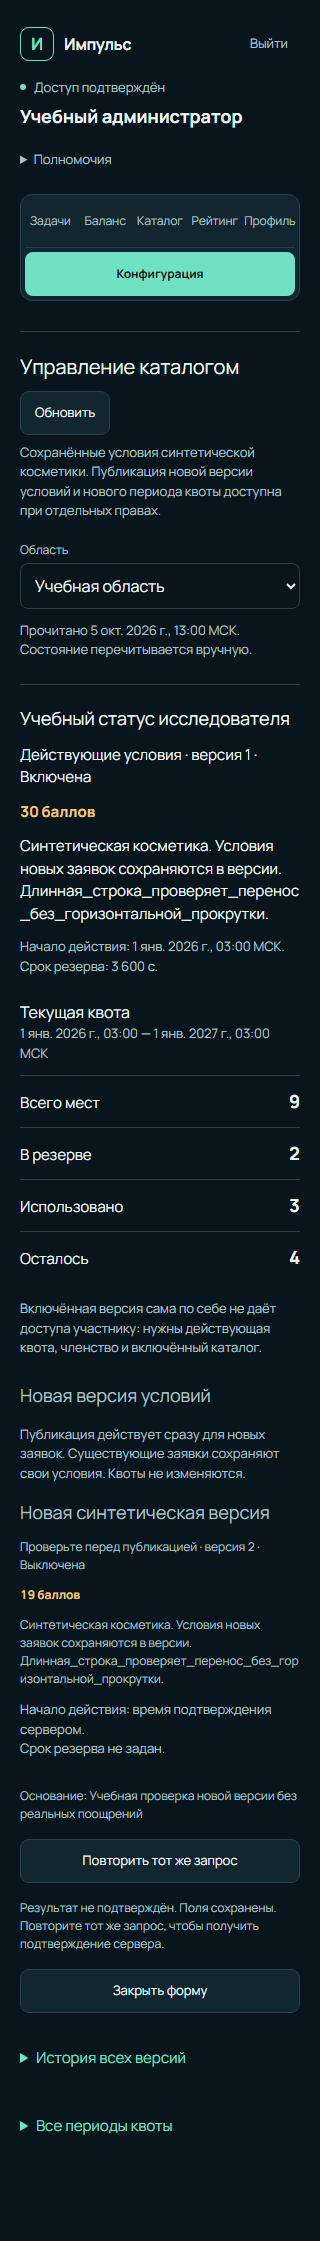 И Импульс Выйти
Доступ подтверждён
Учебный администратор
Полномочия
Задачи Баланс Каталог Рейтинг Профиль
Конфигурация
Управление каталогом
Обновить
Сохранённые условия синтетической
косметики. Публикация новой версии
условий и нового периода квоты доступна
при отдельных правах.
Область
Учебная область
Прочитано 5 окт. 2026 г., 13:00 МСК.
Состояние перечитывается вручную.
Учебный статус исследователя
Действующие условия · версия 1 ·
Включена
30 баллов
Синтетическая косметика. Условия
новых заявок сохраняются в версии.
Длинная_строка_проверяет_перенос
_без_горизонтальной_прокрутки.
Начало действия: 1 янв. 2026 г., 03:00 МСК.
Срок резерва: 3 600 с.
Текущая квота
1 янв. 2026 г., 03:00 — 1 янв. 2027 г., 03:00
МСК
Всего мест 9
В резерве 2
Использовано 3
Осталось 4
Включённая версия сама по себе не даёт
доступа участнику: нужны действующая
квота, членство и включённый каталог.
Новая версия условий
Публикация действует сразу для новых
заявок. Существующие заявки сохраняют
свои условия. Квоты не изменяются.
Новая синтетическая версия
Проверьте перед публикацией · версия 2 ·
Выключена
19 баллов
Синтетическая косметика. Условия новых
заявок сохраняются в версии.
Длинная_строка_проверяет_перенос_без_гор
изонтальной_прокрутки.
Начало действия: время подтверждения
сервером.
Срок резерва не задан.
Основание: Учебная проверка новой версии без
реальных поощрений
Повторить тот же запрос
Результат не подтверждён. Поля сохранены.
Повторите тот же запрос, чтобы получить
подтверждение сервера.
Закрыть форму
История всех версий
Все периоды квоты